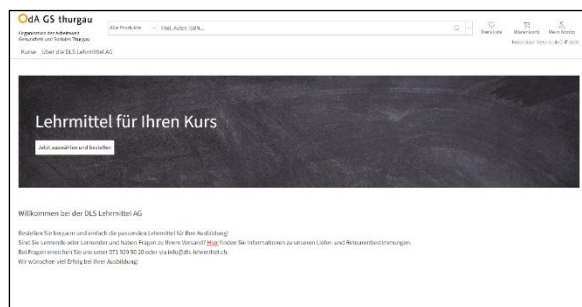 OdA GS thurgau
Organisation der Arbeitswelt
Gesundheit und Soziales Thurgau
Alle Produkte
Titel, Autor, ISBN...
Merkliste
Warenkorb
Mein Konto
Kurse Über die DLS Lehrmittel AG
Lehrmittel für Ihren Kurs
Jetzt auswählen und bestellen
Willkommen bei der DLS Lehrmittel AG
Bestellen Sie bequem und einfach die passenden Lehrmittel für Ihre Ausbildung!
Sind Sie Lernende oder Lernender und haben Fragen zu Ihrem Versand? Hier finden Sie Informationen zu unseren Liefer- und Retourenbestimmungen.
Bei Fragen erreichen Sie uns unter 071 929 50 20 oder via info@dls-lehrmittel.ch.
Wir wünschen viel Erfolg bei Ihrer Ausbildung!